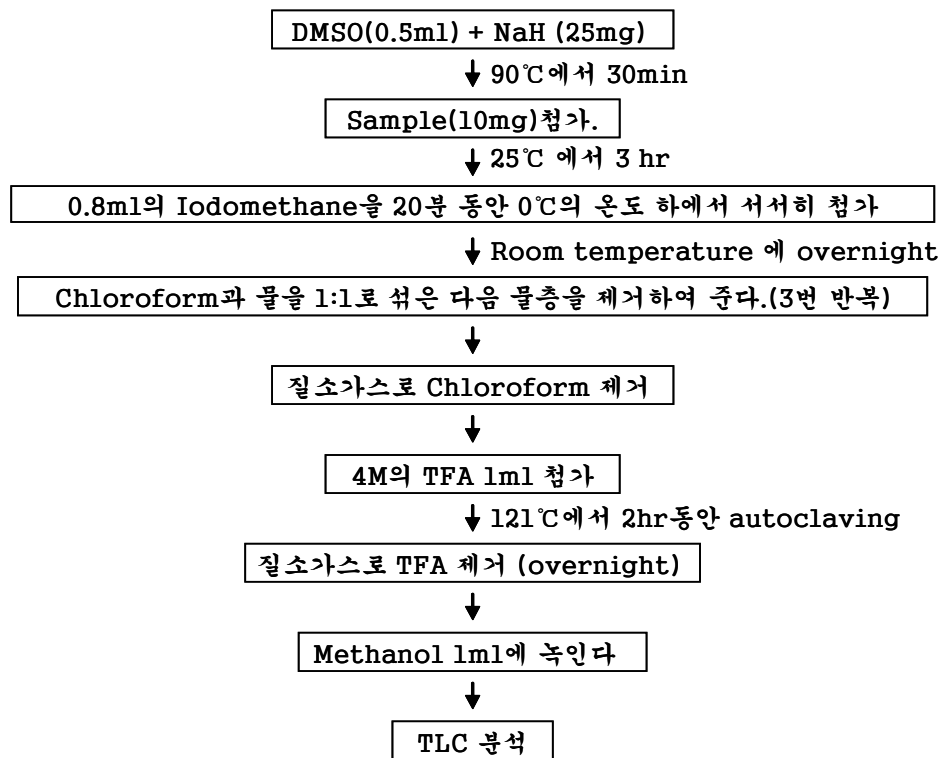 DMSO(0.5ml) + NaH (25mg)
90℃에서 30min
Sample(10mg)첨가.
25℃ 에서 3 hr
0.8ml의 Iodomethane을 20분 동안 0℃의 온도 하에서 서서히 첨가
Room temperature 에 overnight
Chloroform과 물을 1:1로 섞은 다음 물층을 제거하여 준다.(3번 반복)
질소가스로 Chloroform 제거
4M의 TFA 1ml 첨가
121℃에서 2hr동안 autoclaving
질소가스로 TFA 제거 (overnight)
Methanol 1ml에 녹인다
TLC 분석